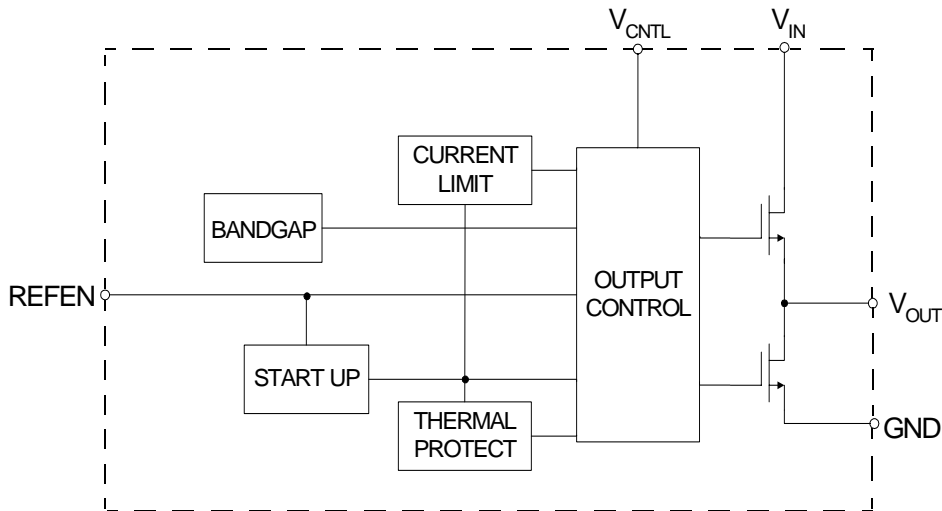 VCNTL
VIN
CURRENT
LIMIT
BANDGAP
REFEN
OUTPUT
CONTROL
VOUT
START UP
THERMAL
PROTECT
GND